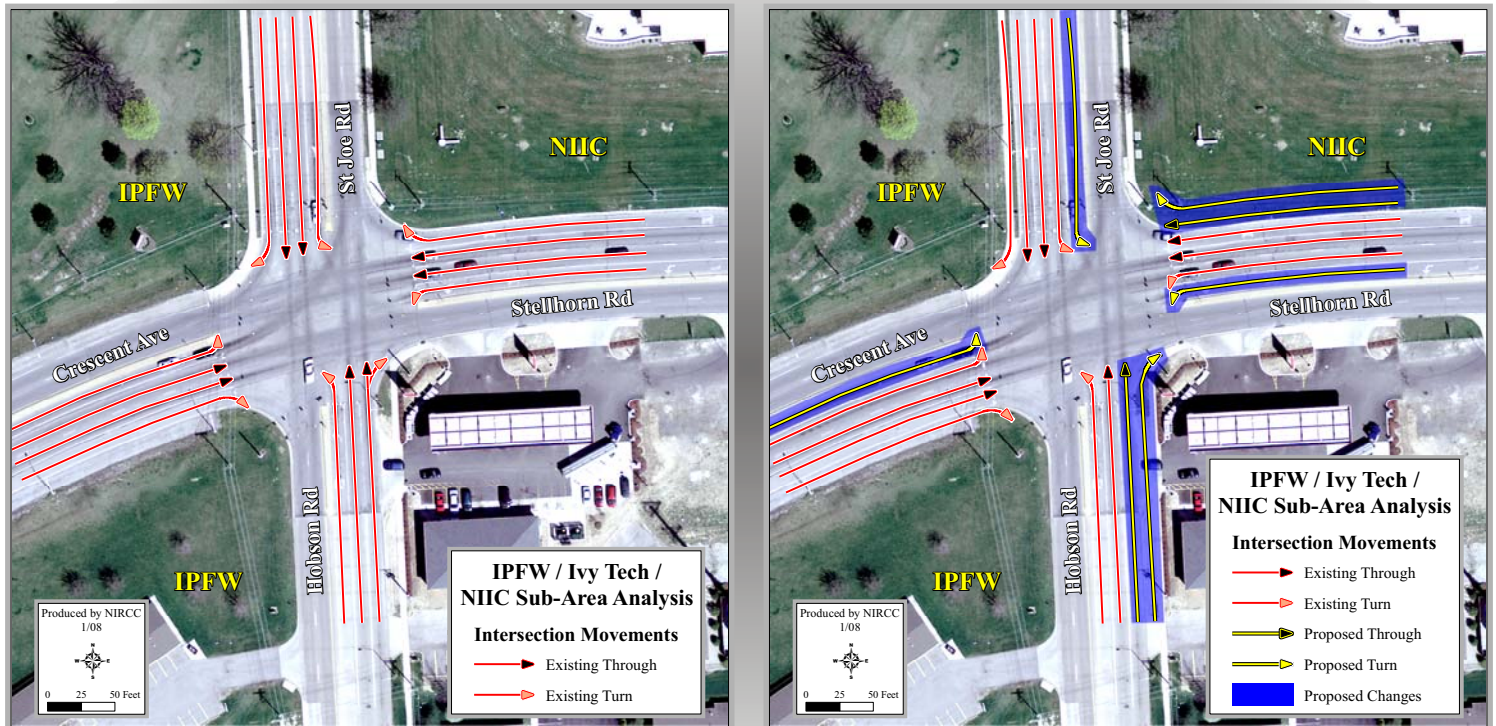 St Joe Rd
NIIC
IPFW
Stellhorn Rd
Crescent Ave
Hobson Rd
IPFW
Produced by NIRCC
1/08
N
W
E
S
0 25 50 Feet
IPFW / Ivy Tech /
NIIC Sub-Area Analysis
Intersection Movements
Existing Through
Existing Turn
St Joe Rd
NIIC
IPFW
Stellhorn Rd
Crescent Ave
Hobson Rd
IPFW
Produced by NIRCC
1/08
N
W
E
S
0 25 50 Feet
IPFW / Ivy Tech /
NIIC Sub-Area Analysis
Intersection Movements
Existing Through
Existing Turn
Proposed Through
Proposed Turn
Proposed Changes